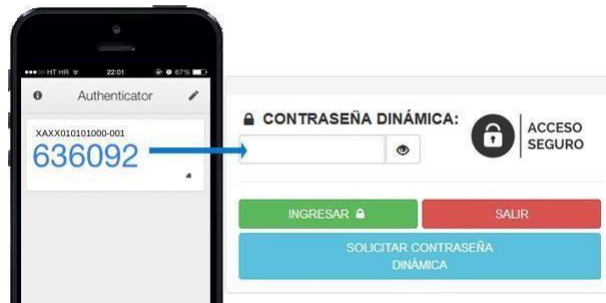 HT HR
22:01
67%
Authenticator
XAXX010101000-001
636092
CONTRASEÑA DINÁMICA:
ACCESO
SEGURO
INGRESAR
SALIR
SOLICITAR CONTRASEÑA
DINÁMICA